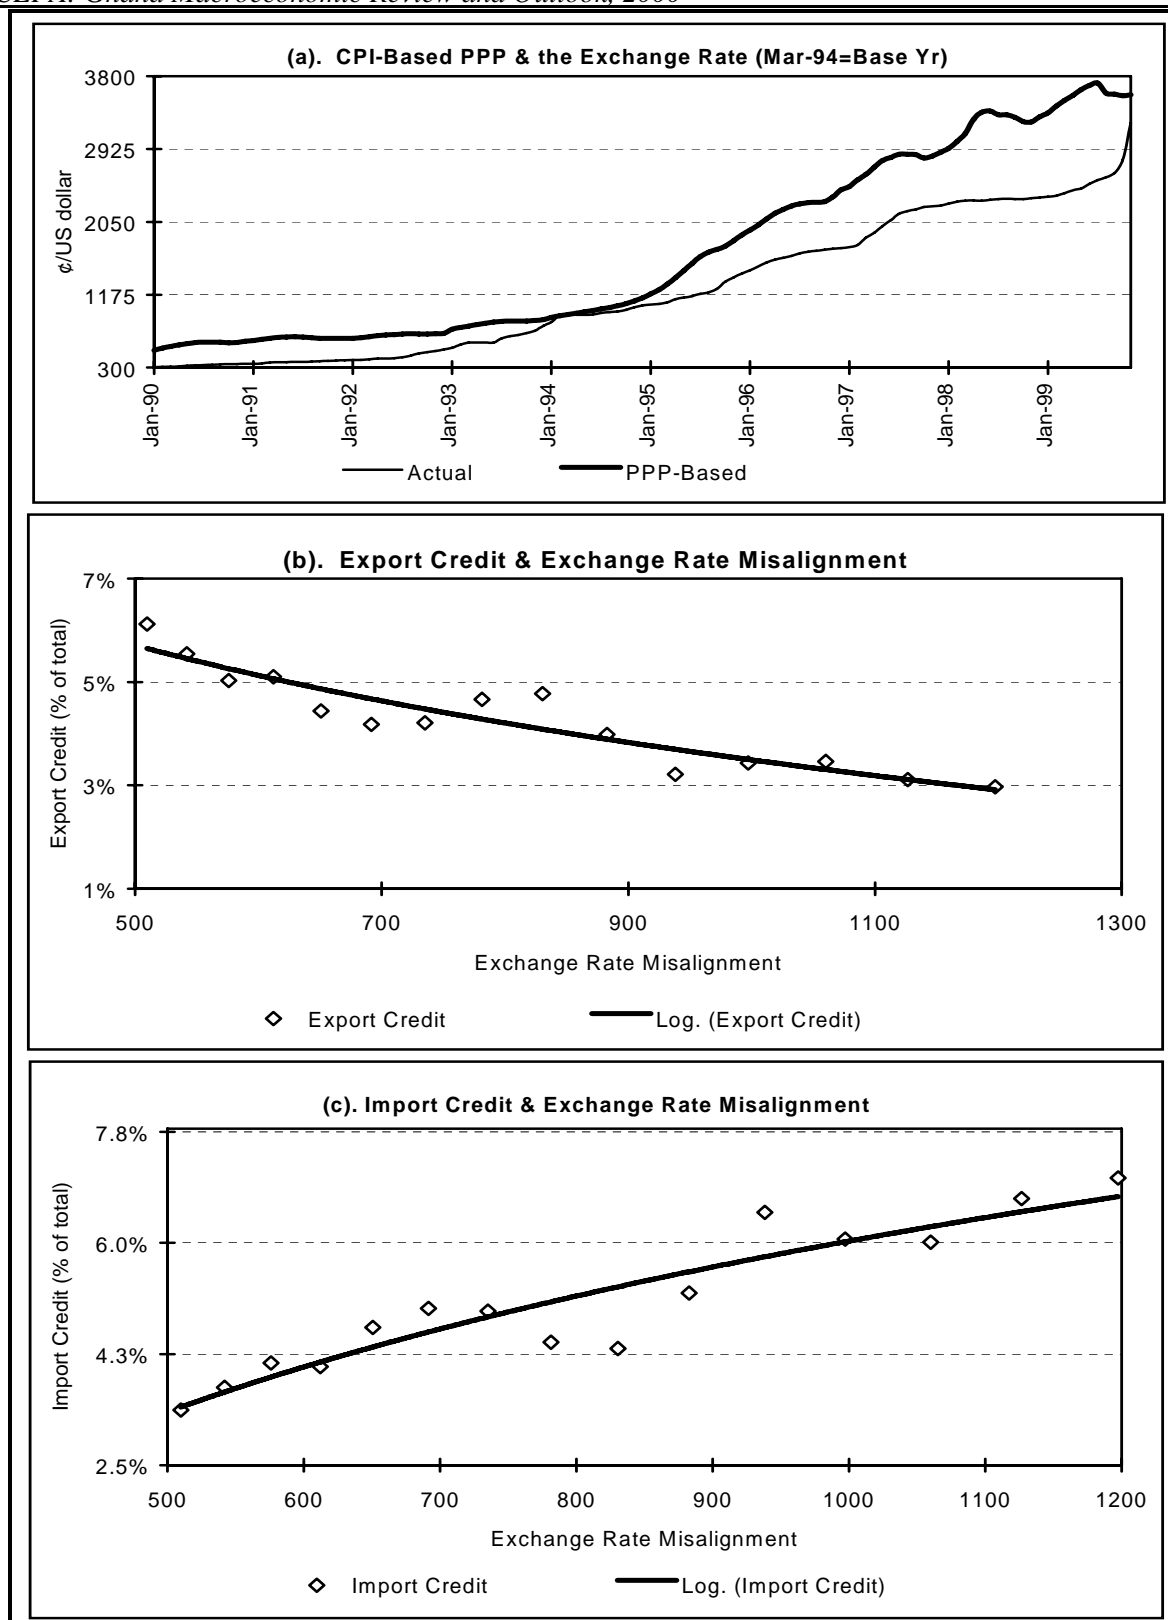 Ghana Macroeconomic Review and Outlook, 2000
(a). CPI-Based PPP & the Exchange Rate (Mar-94=Base Yr)
¢/US dollar
3800
2925
2050
1175
300
Jan-90 Jan-91 Jan-92 Jan-93 Jan-94 Jan-95 Jan-96 Jan-97 Jan-98 Jan-99
Actual PPP-Based
(b). Export Credit & Exchange Rate Misalignment
Export Credit (% of total)
7%
5%
3%
1%
500 700 900 1100 1300
Exchange Rate Misalignment
Export Credit Log. (Export Credit)
(c). Import Credit & Exchange Rate Misalignment
Import Credit (% of total)
7.8%
6.0%
4.3%
2.5%
500 600 700 800 900 1000 1100 1200
Exchange Rate Misalignment
Import Credit Log. (Import Credit)